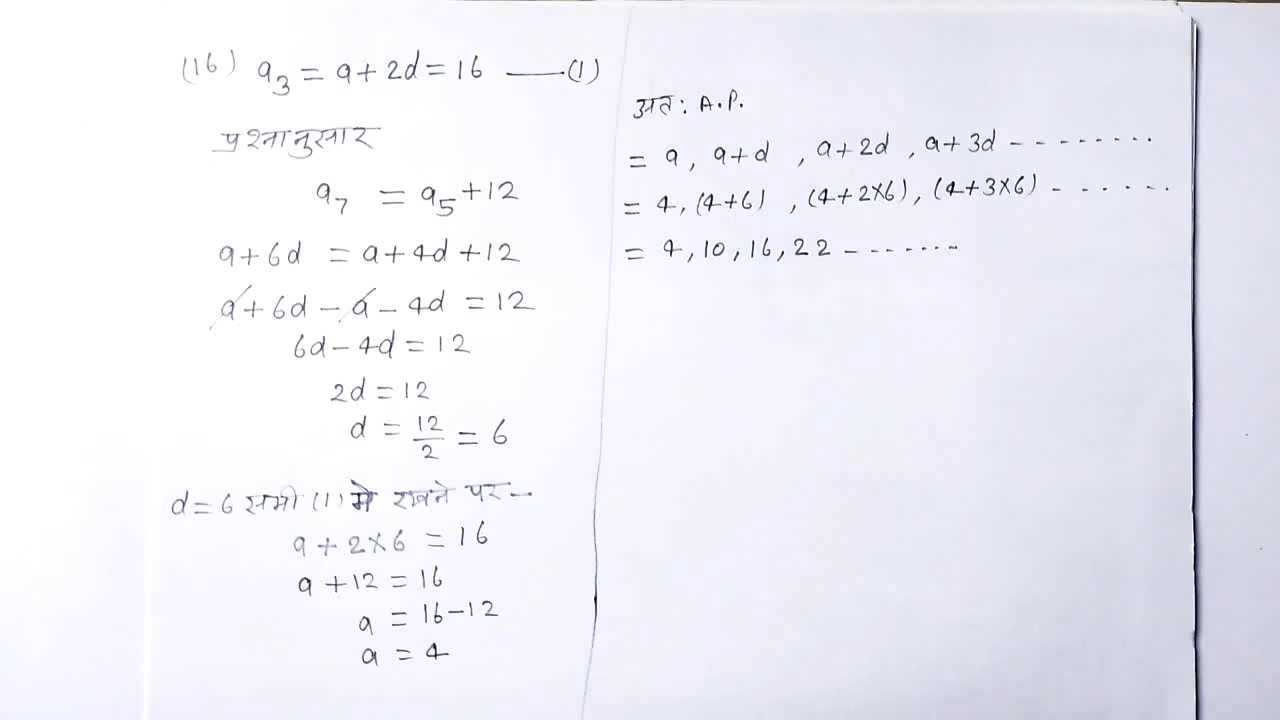 (16) a₃ = a + 2d = 16 ——(1)
प्रश्नानुसार
a₇ = a₅ + 12
a + 6d = a + 4d + 12
a + 6d - a - 4d = 12
6d - 4d = 12
2d = 12
d = 12/2 = 6
d = 6 समी (1) मे रखने पर -
a + 2×6 = 16
a + 12 = 16
a = 16 - 12
a = 4
अतः A.P.
= a, a+d, a+2d, a+3d ---------
= 4, (4+6), (4+2×6), (4+3×6) -------
= 4, 10, 16, 22 --------